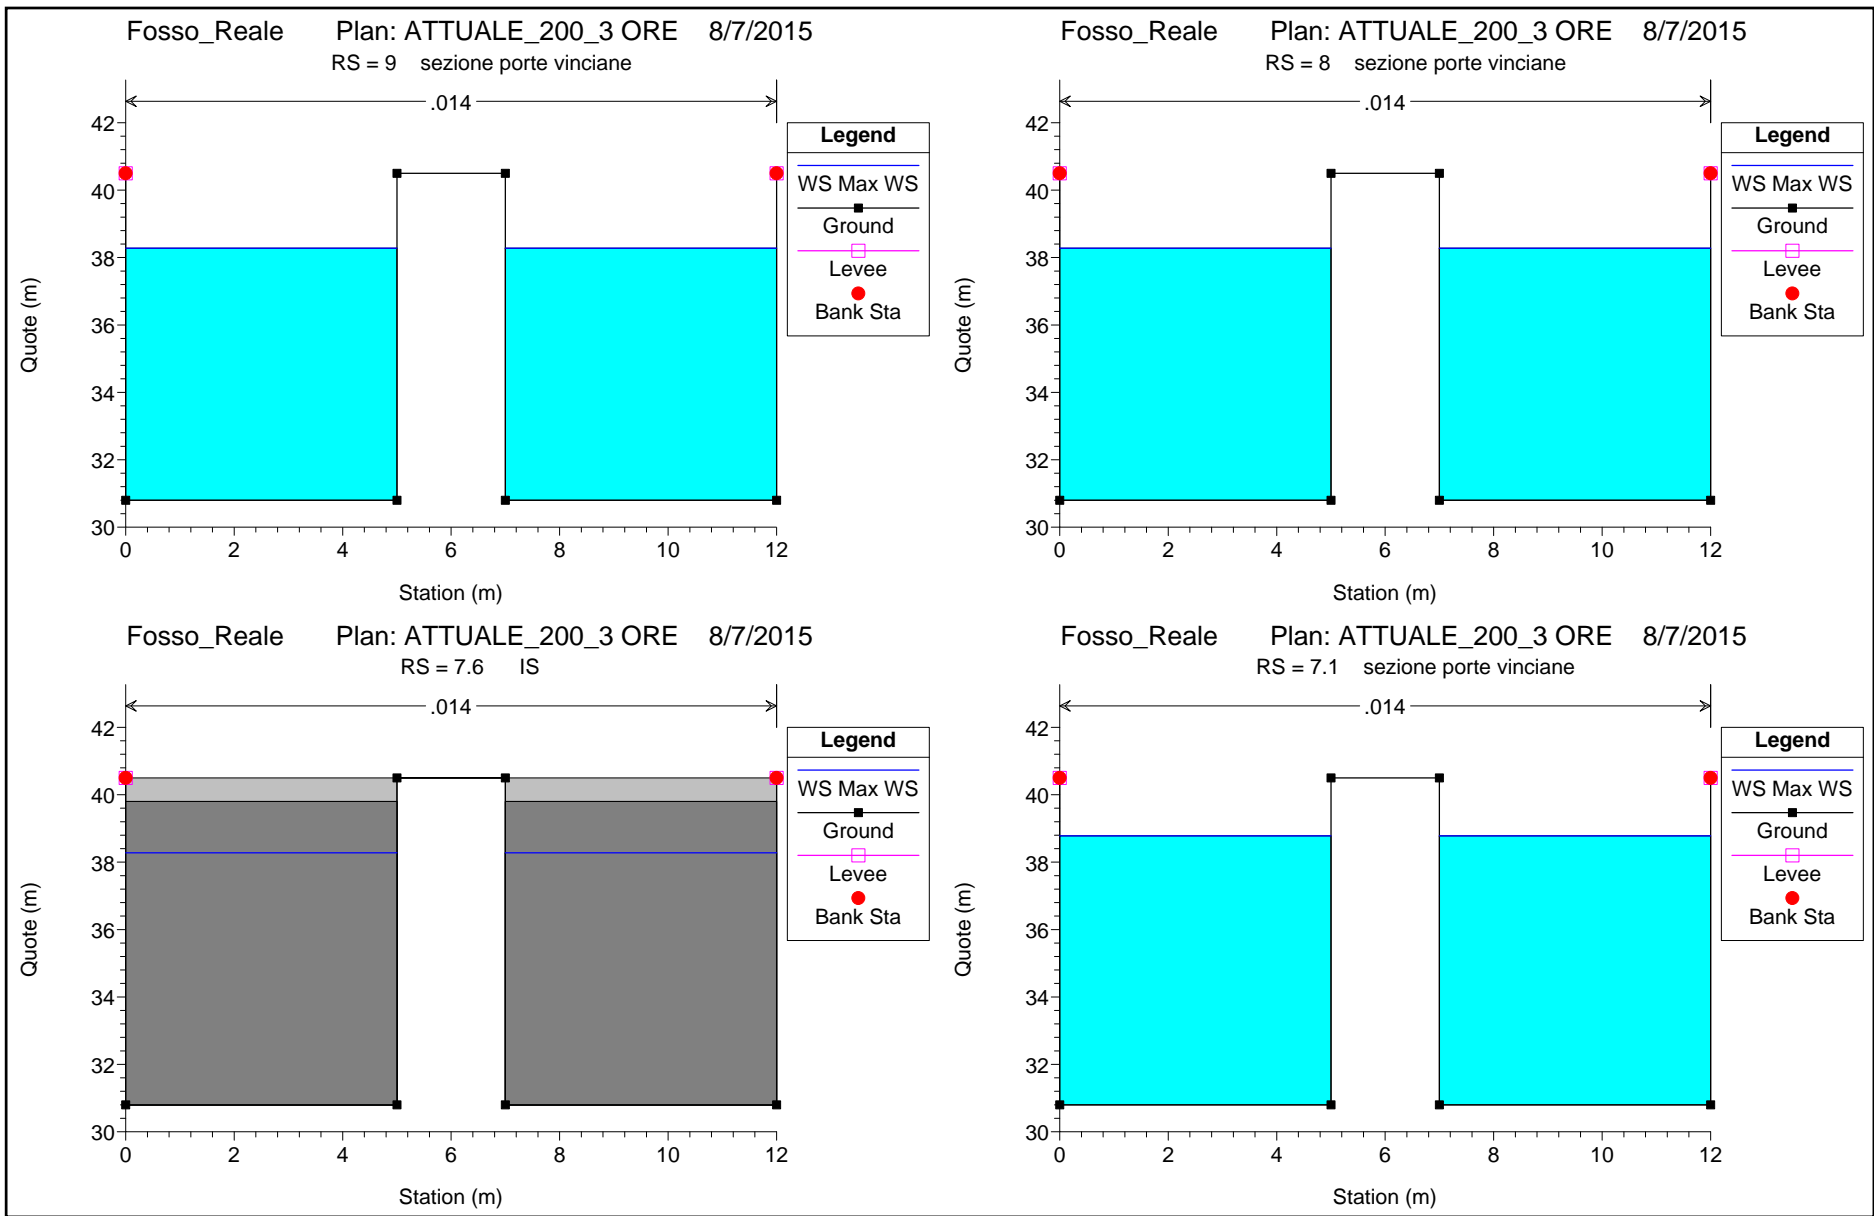 Fosso_Reale Plan: ATTUALE_200_3 ORE 8/7/2015
RS = 9 sezione porte vinciane
.014
42
40
38
36
34
32
30
0 2 4 6 8 10 12
Quote (m)
Station (m)
Legend
WS Max WS
Ground
Levee
Bank Sta
Fosso_Reale Plan: ATTUALE_200_3 ORE 8/7/2015
RS = 8 sezione porte vinciane
.014
42
40
38
36
34
32
30
0 2 4 6 8 10 12
Quote (m)
Station (m)
Legend
WS Max WS
Ground
Levee
Bank Sta
Fosso_Reale Plan: ATTUALE_200_3 ORE 8/7/2015
RS = 7.6 IS
.014
42
40
38
36
34
32
30
0 2 4 6 8 10 12
Quote (m)
Station (m)
Legend
WS Max WS
Ground
Levee
Bank Sta
Fosso_Reale Plan: ATTUALE_200_3 ORE 8/7/2015
RS = 7.1 sezione porte vinciane
.014
42
40
38
36
34
32
30
0 2 4 6 8 10 12
Quote (m)
Station (m)
Legend
WS Max WS
Ground
Levee
Bank Sta